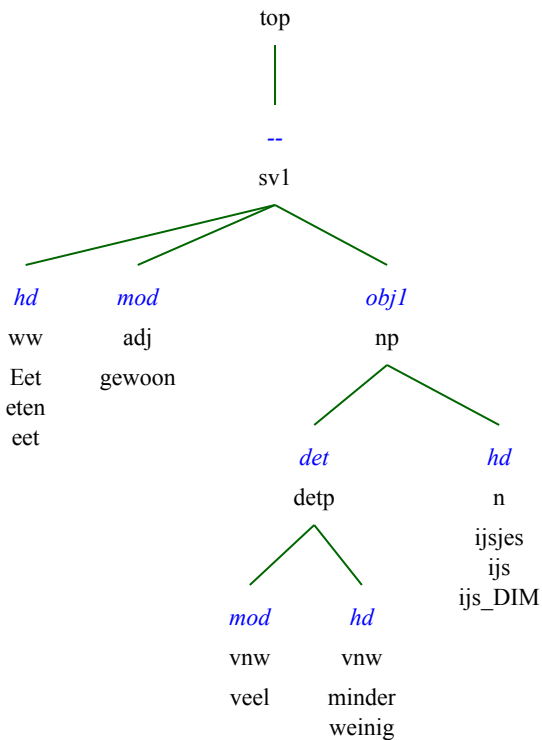 top
--
sv1
hd mod obj1
ww adj np
Eet gewoon
eten
eet
det hd
detp n
ijsjes
ijs
ijs_DIM
mod hd
vnw vnw
veel minder
weinig